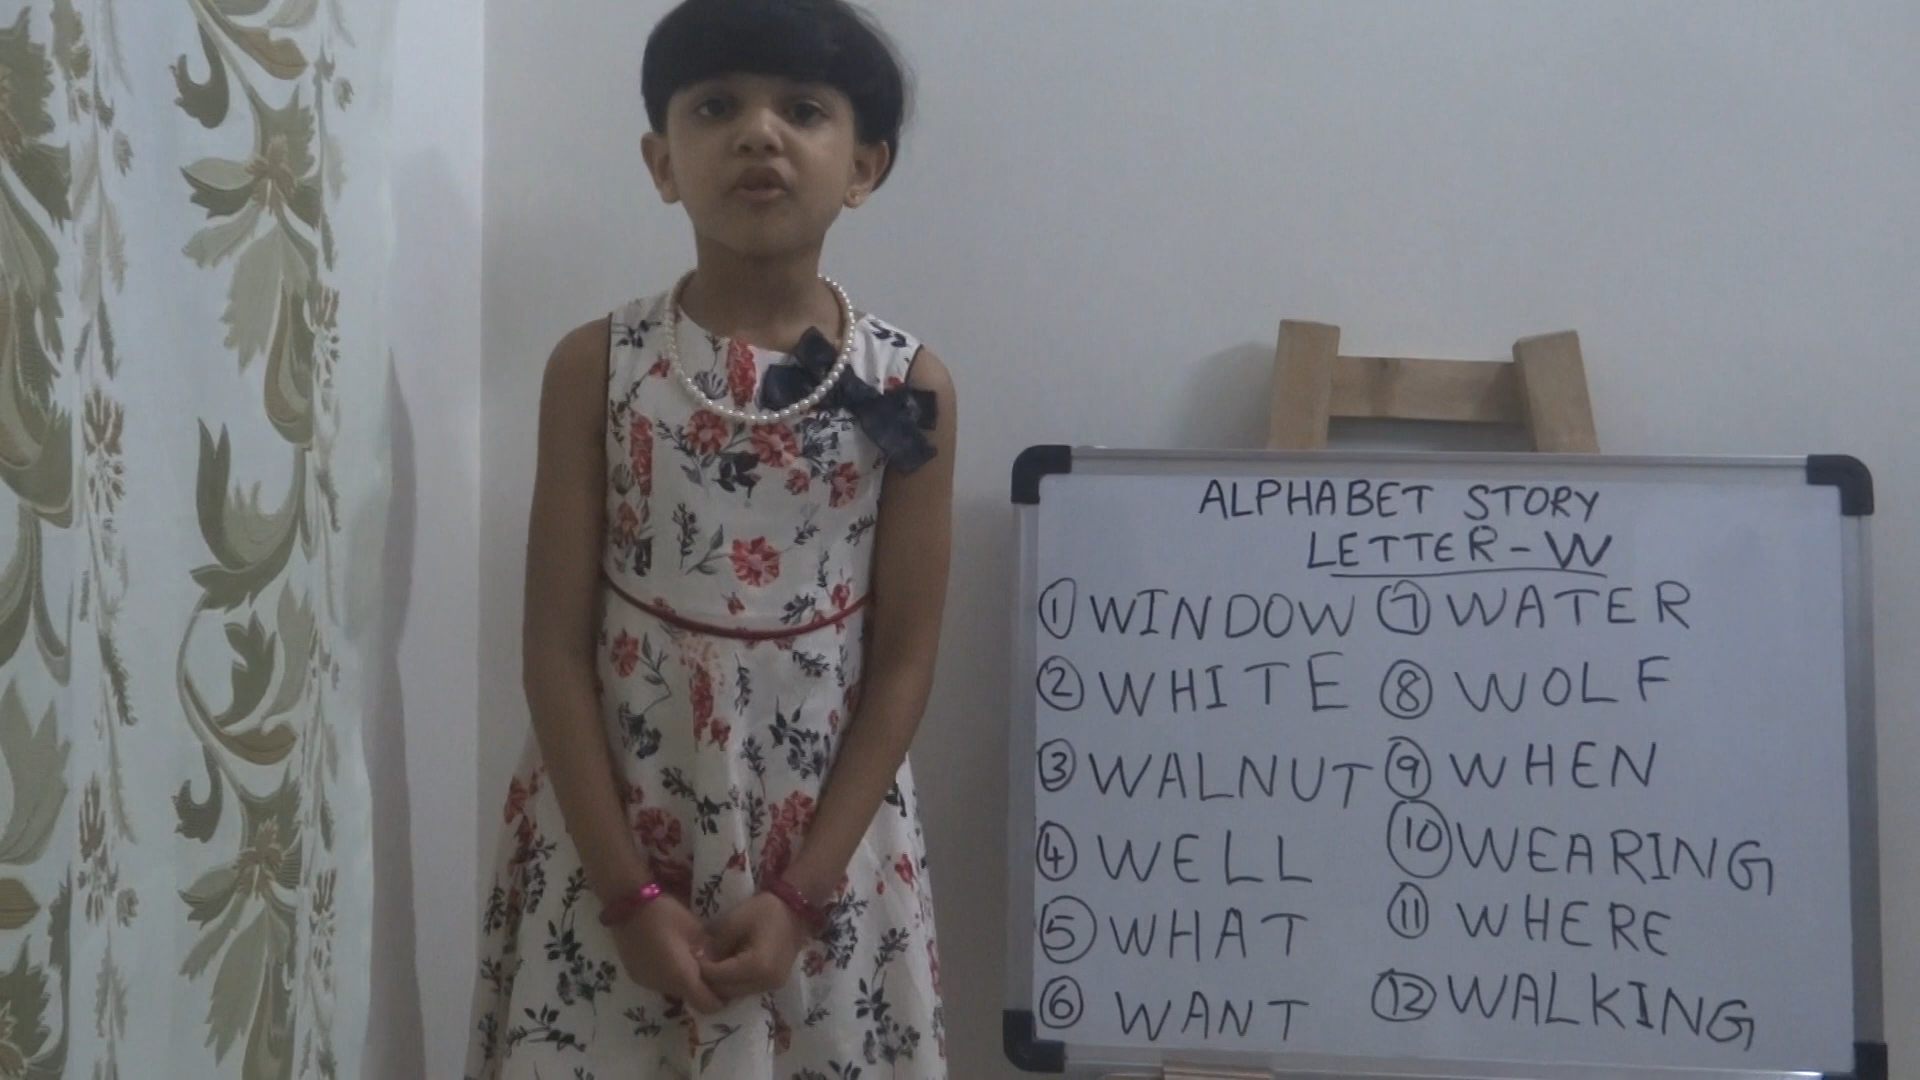 ALPHABET STORY
LETTER-W
1 WINDOW
2 WHITE
3 WALNUT
4 WELL
5 WHAT
6 WANT
7 WATER
8 WOLF
9 WHEN
10 WEARING
11 WHERE
12 WALKING